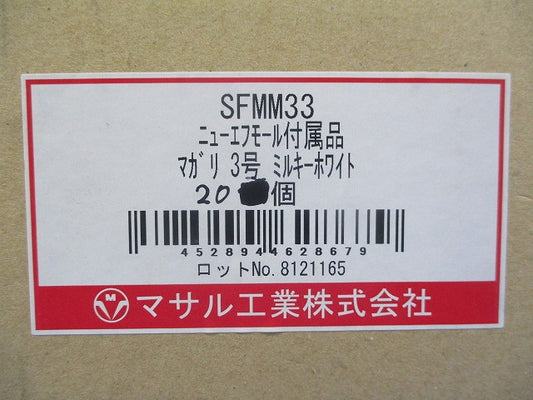 SFMM33
ﾆｭｰｴﾌﾓｰﾙ付属品
ﾏｶﾞﾘ 3号 ﾐﾙｷｰﾎﾜｲﾄ
20 個
4528944628679
ロットNo.8121165
M マサル工業株式会社